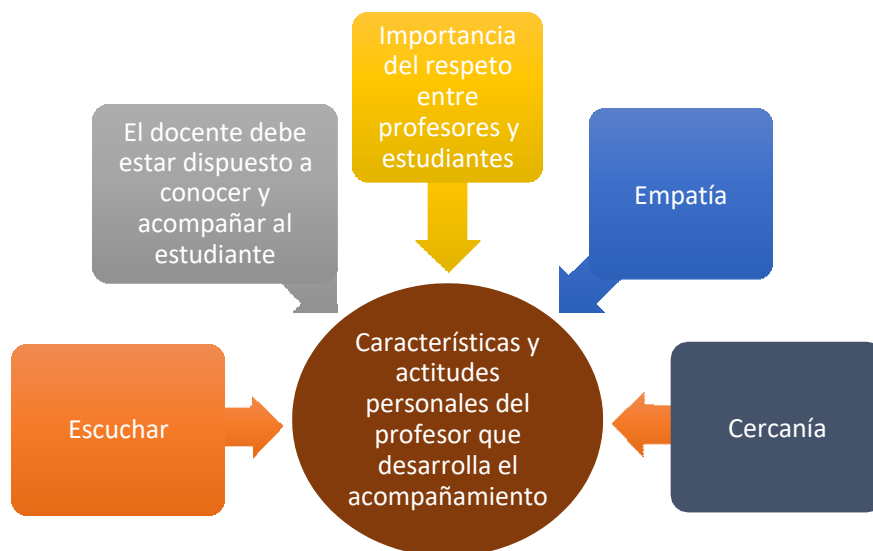 Importancia
del respeto
entre
profesores y
estudiantes
El docente debe
estar dispuesto a
conocer y
acompañar al
estudiante
Empatía
Características y
actitudes
personales del
profesor que
desarrolla el
acompañamiento
Escuchar
Cercanía